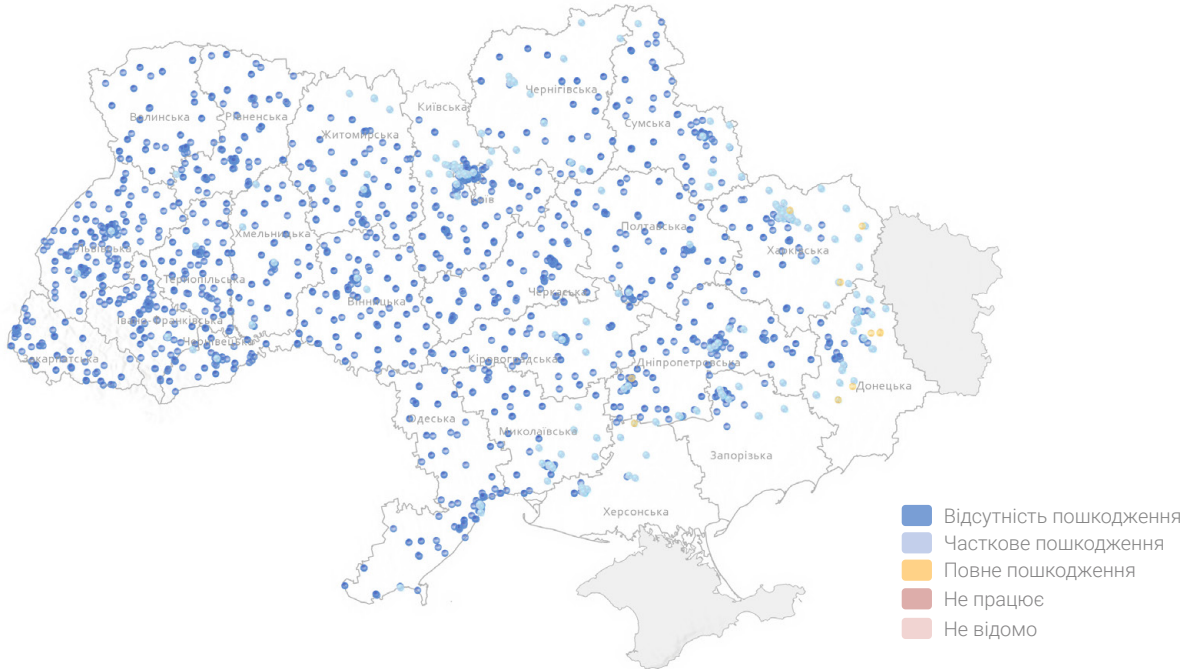 Чернігівська
Київська
Волинська
Рівненська
Сумська
Житомирська
Київ
Полтавська
Хмельницька
Львівська
Харківська
Тернопільська
Черкаська
Вінницька
Івано-Франківська
Чернівецька
Закарпатська
Кіровоградська
Дніпропетровська
Донецька
Одеська
Миколаївська
Запорізька
Херсонська
Відсутність пошкодження
Часткове пошкодження
Повне пошкодження
Не працює
Не відомо